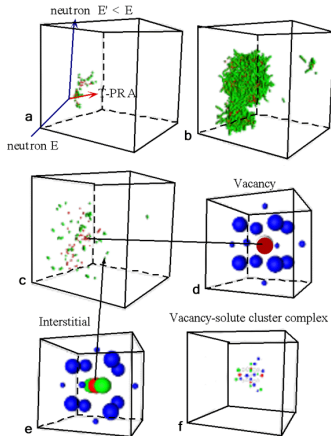 neutron E' < E
T-PRA
a
b
neutron E
Vacancy
c
d
Interstitial
Vacancy-solute cluster complex
e
f